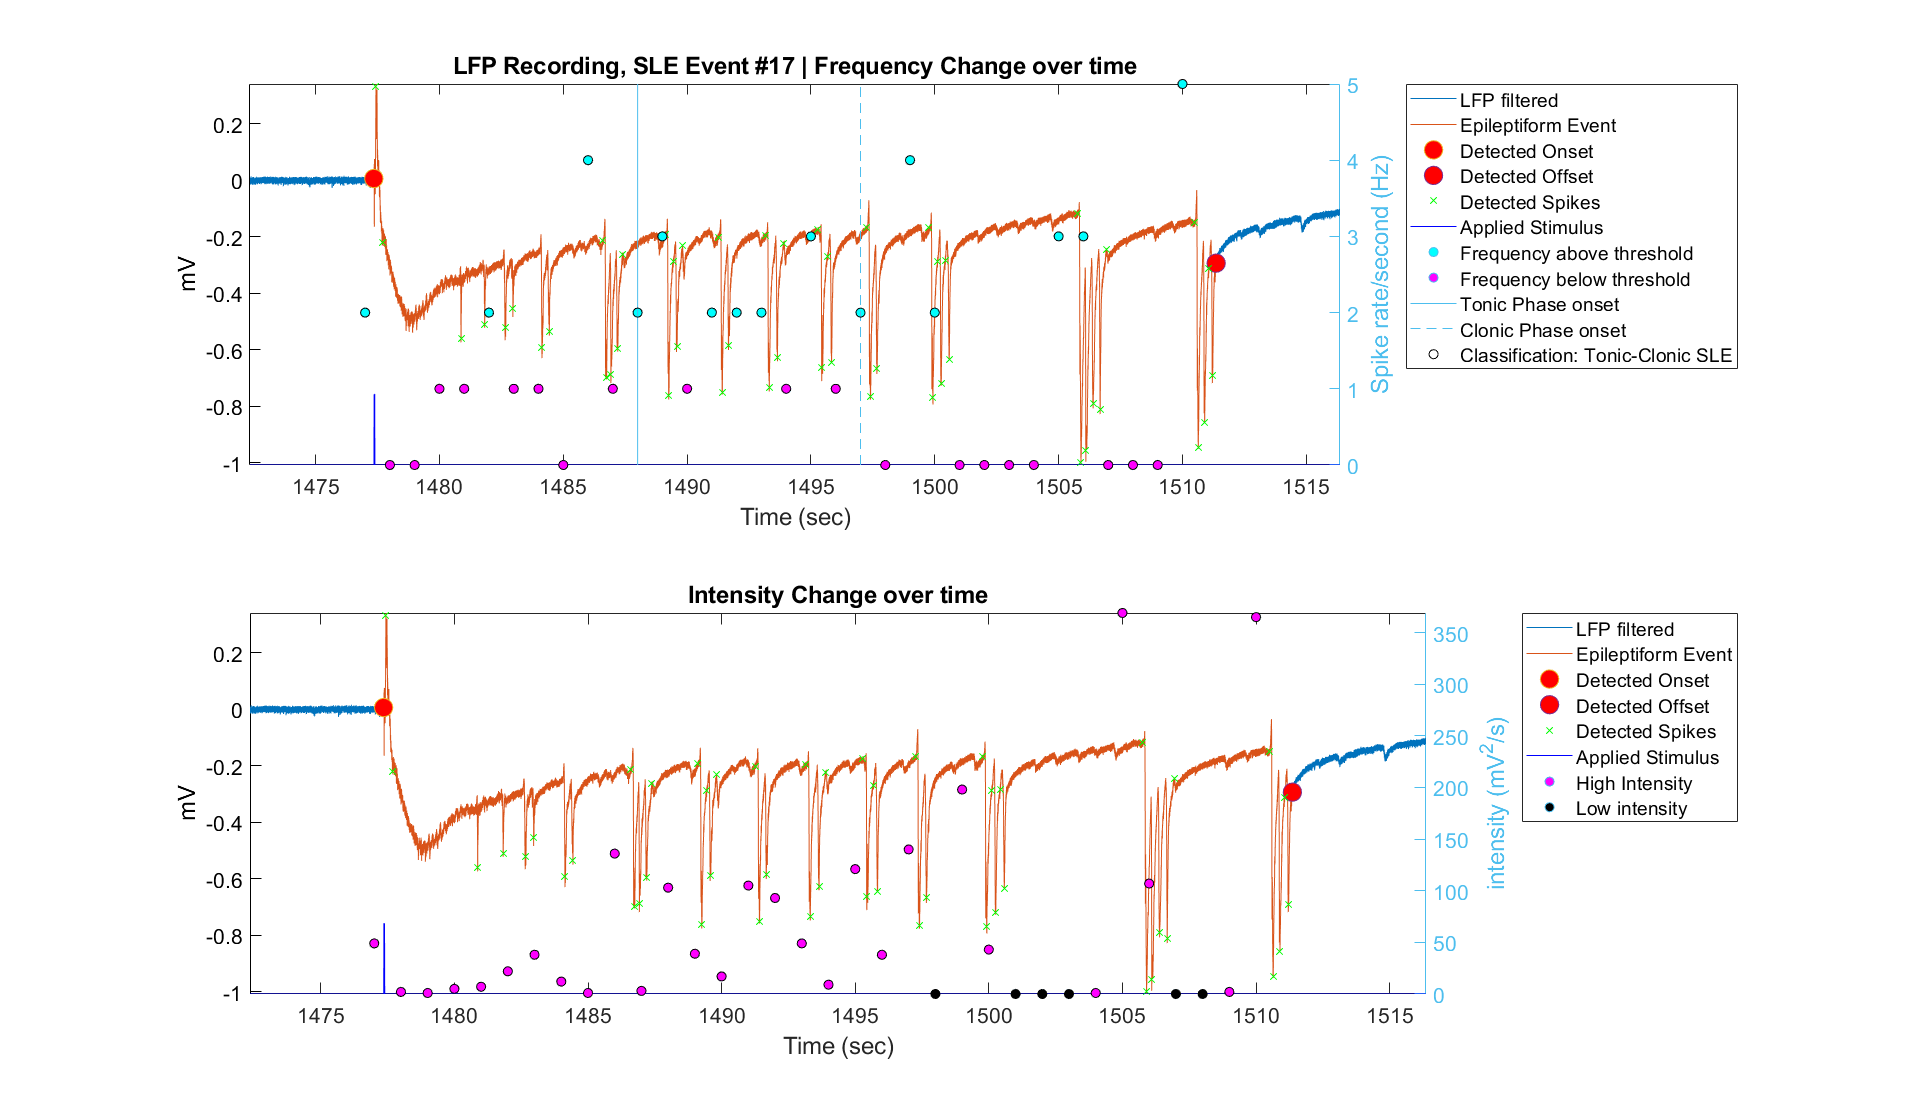 LFP Recording, SLE Event #17 | Frequency Change over time
0.2
0
-0.2
-0.4
-0.6
-0.8
-1
mV
1475 1480 1485 1490 1495 1500 1505 1510 1515
Time (sec)
5
4
3
2
1
0
Spike rate/second (Hz)
LFP filtered
Epileptiform Event
Detected Onset
Detected Offset
Detected Spikes
Applied Stimulus
Frequency above threshold
Frequency below threshold
Tonic Phase onset
Clonic Phase onset
Classification: Tonic-Clonic SLE
Intensity Change over time
0.2
0
-0.2
-0.4
-0.6
-0.8
-1
mV
1475 1480 1485 1490 1495 1500 1505 1510 1515
Time (sec)
350
300
250
200
150
100
50
0
intensity (mV²/s)
LFP filtered
Epileptiform Event
Detected Onset
Detected Offset
Detected Spikes
Applied Stimulus
High Intensity
Low intensity